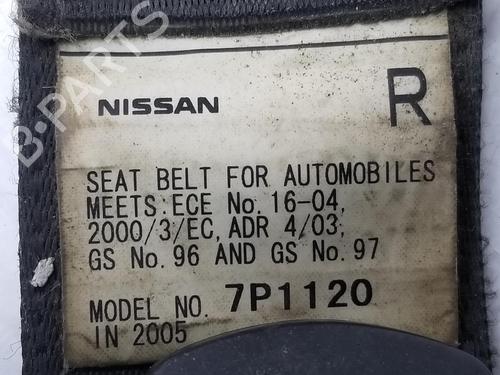 NISSAN
R
SEAT BELT FOR AUTOMOBILES
MEETS:ECE No. 16-04,
2000/3/EC, ADR 4/03,
GS No. 96 AND GS No. 97
MODEL NO. 7P1120
IN 2005
B-PARTS